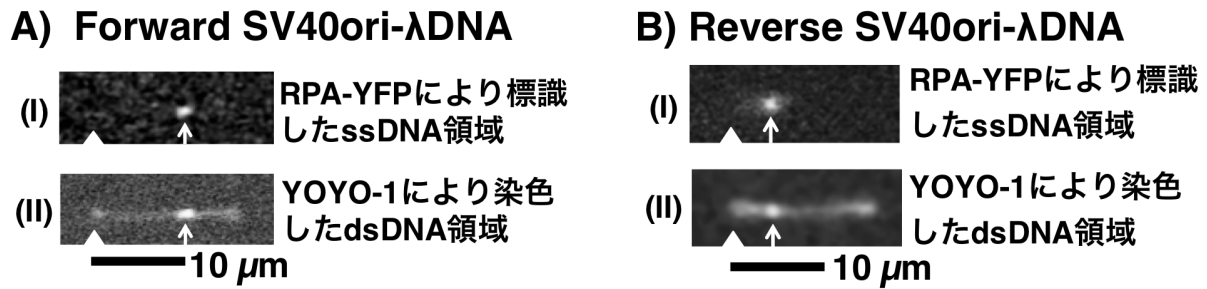 A) Forward SV40ori-λDNA
(I)
RPA-YFPにより標識
したssDNA領域
(II)
YOYO-1により染色
したdsDNA領域
10 μm
B) Reverse SV40ori-λDNA
(I)
RPA-YFPにより標識
したssDNA領域
(II)
YOYO-1により染色
したdsDNA領域
10 μm